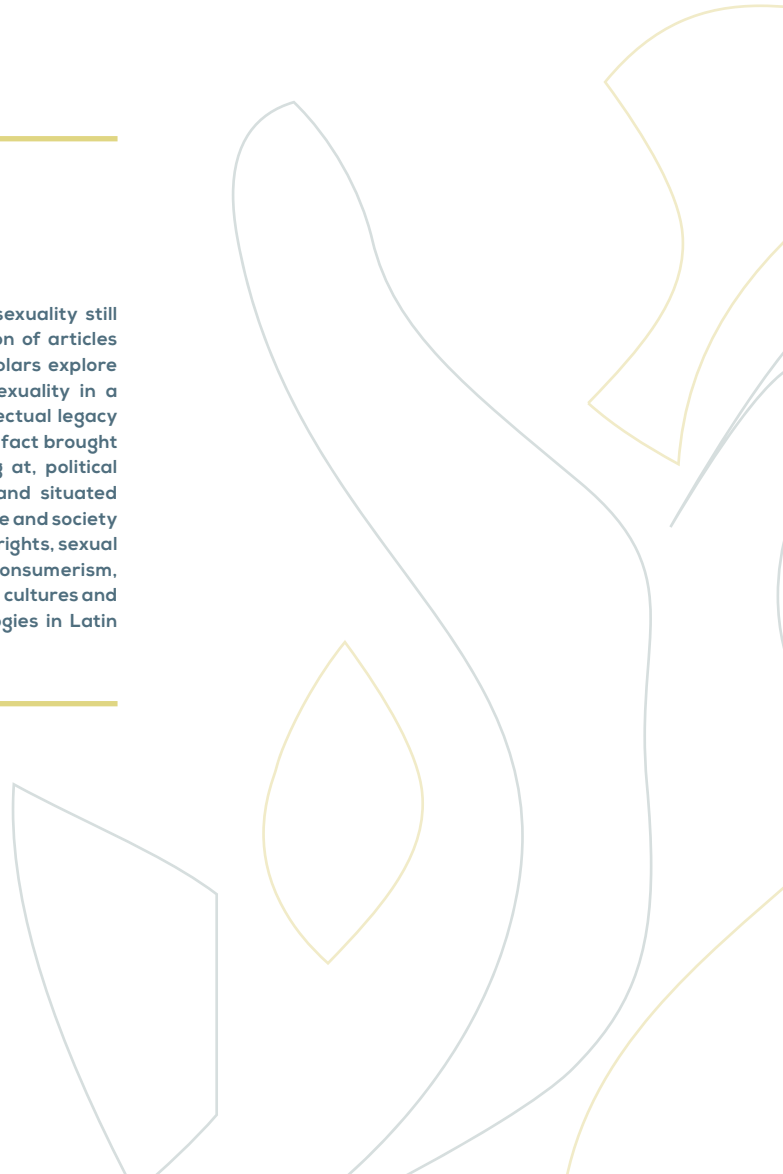 sexuality still
on of articles
olars explore
exuality in a
ectual legacy
fact brought
g at, political
and situated
e and society
rights, sexual
onsumerism,
cultures and
gies in Latin